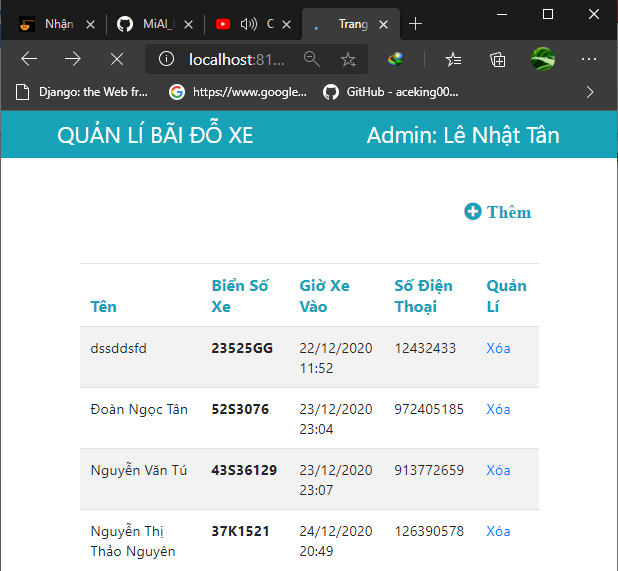 Nhận
MiAI_
C
Trang
localhost:81...
Django: the Web fr...
https://www.google...
GitHub - aceking00...
QUẢN LÍ BÃI ĐỖ XE
Admin: Lê Nhật Tân
Thêm
Tên Biển Số Xe Giờ Xe Vào Số Điện Thoại Quản Lí
dssddsfd 23525GG 22/12/2020 11:52 12432433 Xóa
Đoàn Ngọc Tân 52S3076 23/12/2020 23:04 972405185 Xóa
Nguyễn Văn Tú 43S36129 23/12/2020 23:07 913772659 Xóa
Nguyễn Thị Thảo Nguyên 37K1521 24/12/2020 20:49 126390578 Xóa